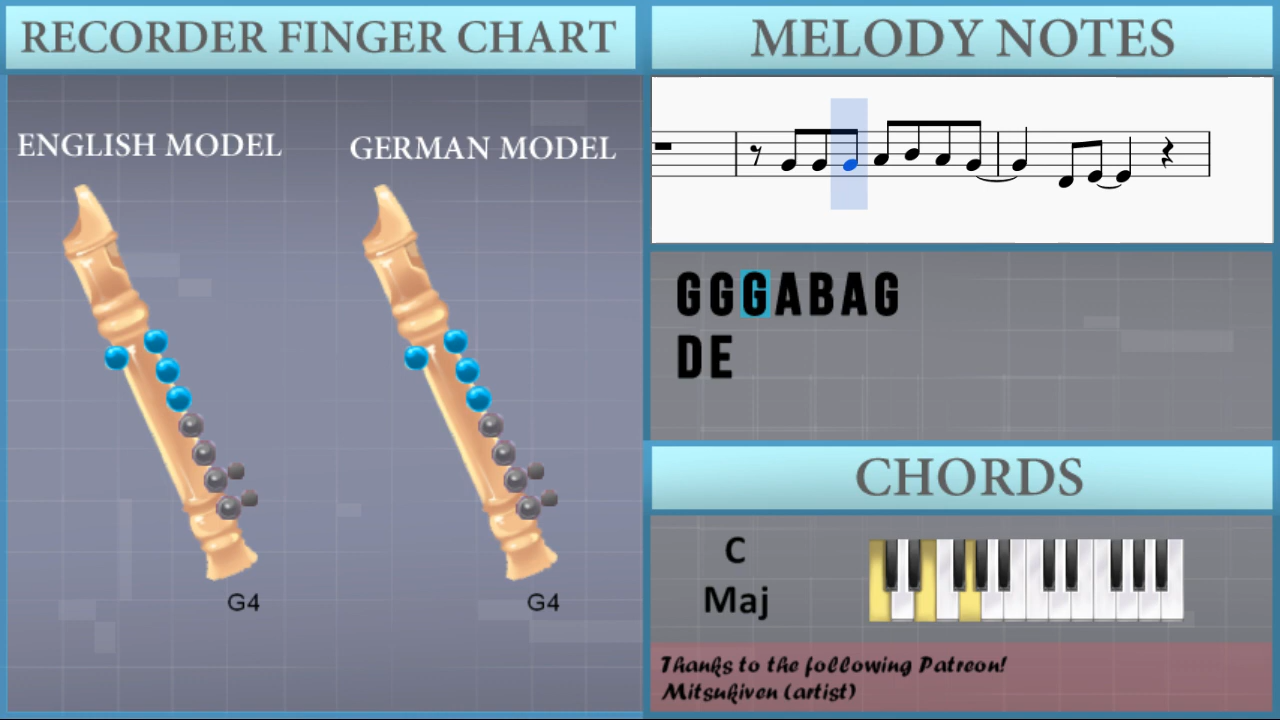 RECORDER FINGER CHART
ENGLISH MODEL
GERMAN MODEL
G4
G4
MELODY NOTES
GGGABAG
DE
CHORDS
C
Maj
Thanks to the following Patreon!
Mitsukiven (artist)